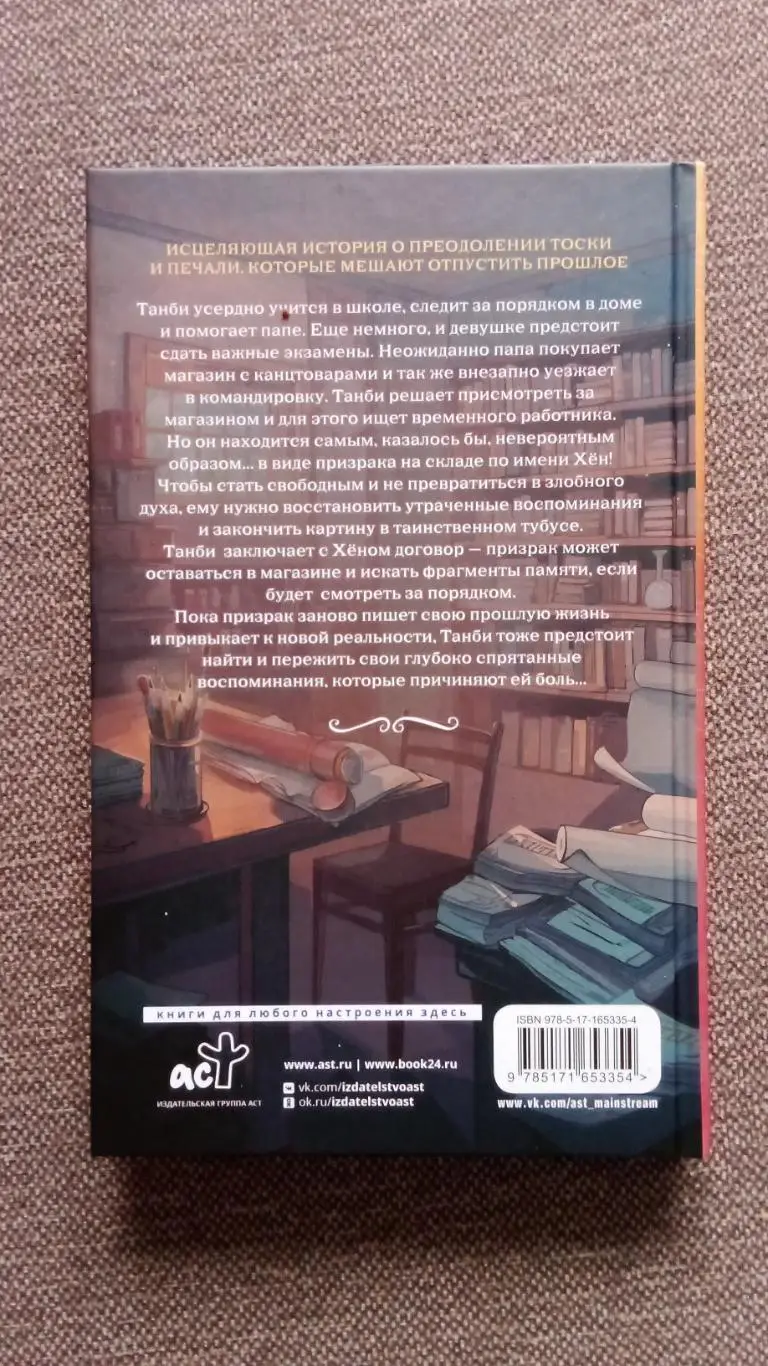 ИСЦЕЛЯЮЩАЯ ИСТОРИЯ О ПРЕОДОЛЕНИИ ТОСКИ
И ПЕЧАЛИ, КОТОРЫЕ МЕШАЮТ ОТПУСТИТЬ ПРОШЛОЕ
Танби усердно учится в школе, следит за порядком в доме
и помогает папе. Еще немного, и девушке предстоит
сдать важные экзамены. Неожиданно папа покупает
магазин с канцтоварами и так же внезапно уезжает
в командировку. Танби решает присмотреть за
магазином и для этого ищет временного работника.
Но он находится самым, казалось бы, невероятным
образом... в виде призрака на складе по имени Хён!
Чтобы стать свободным и не превратиться в злобного
духа, ему нужно восстановить утраченные воспоминания
и закончить картину в таинственном тубусе.
Танби заключает с Хёном договор — призрак может
оставаться в магазине и искать фрагменты памяти, если
будет смотреть за порядком.
Пока призрак заново пишет свою прошлую жизнь
и привыкает к новой реальности, Танби тоже предстоит
найти и пережить свои глубоко спрятанные
воспоминания, которые причиняют ей боль...
КНИГИ ДЛЯ ЛЮБОГО НАСТРОЕНИЯ ЗДЕСЬ
аст
ИЗДАТЕЛЬСКАЯ ГРУППА АСТ
www.ast.ru | www.book24.ru
vk.com/izdatelstvoast
ok.ru/izdatelstvoast
ISBN 978-5-17-165335-4
9 785171 653354 >
www.vk.com/ast_mainstream